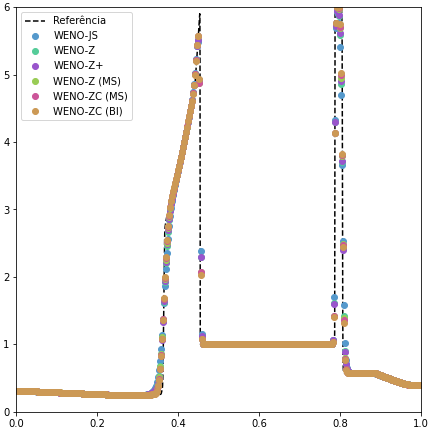 Referência
WENO-JS
WENO-Z
WENO-Z+
WENO-Z (MS)
WENO-ZC (MS)
WENO-ZC (BI)
6
5
4
3
2
1
0
0.0 0.2 0.4 0.6 0.8 1.0